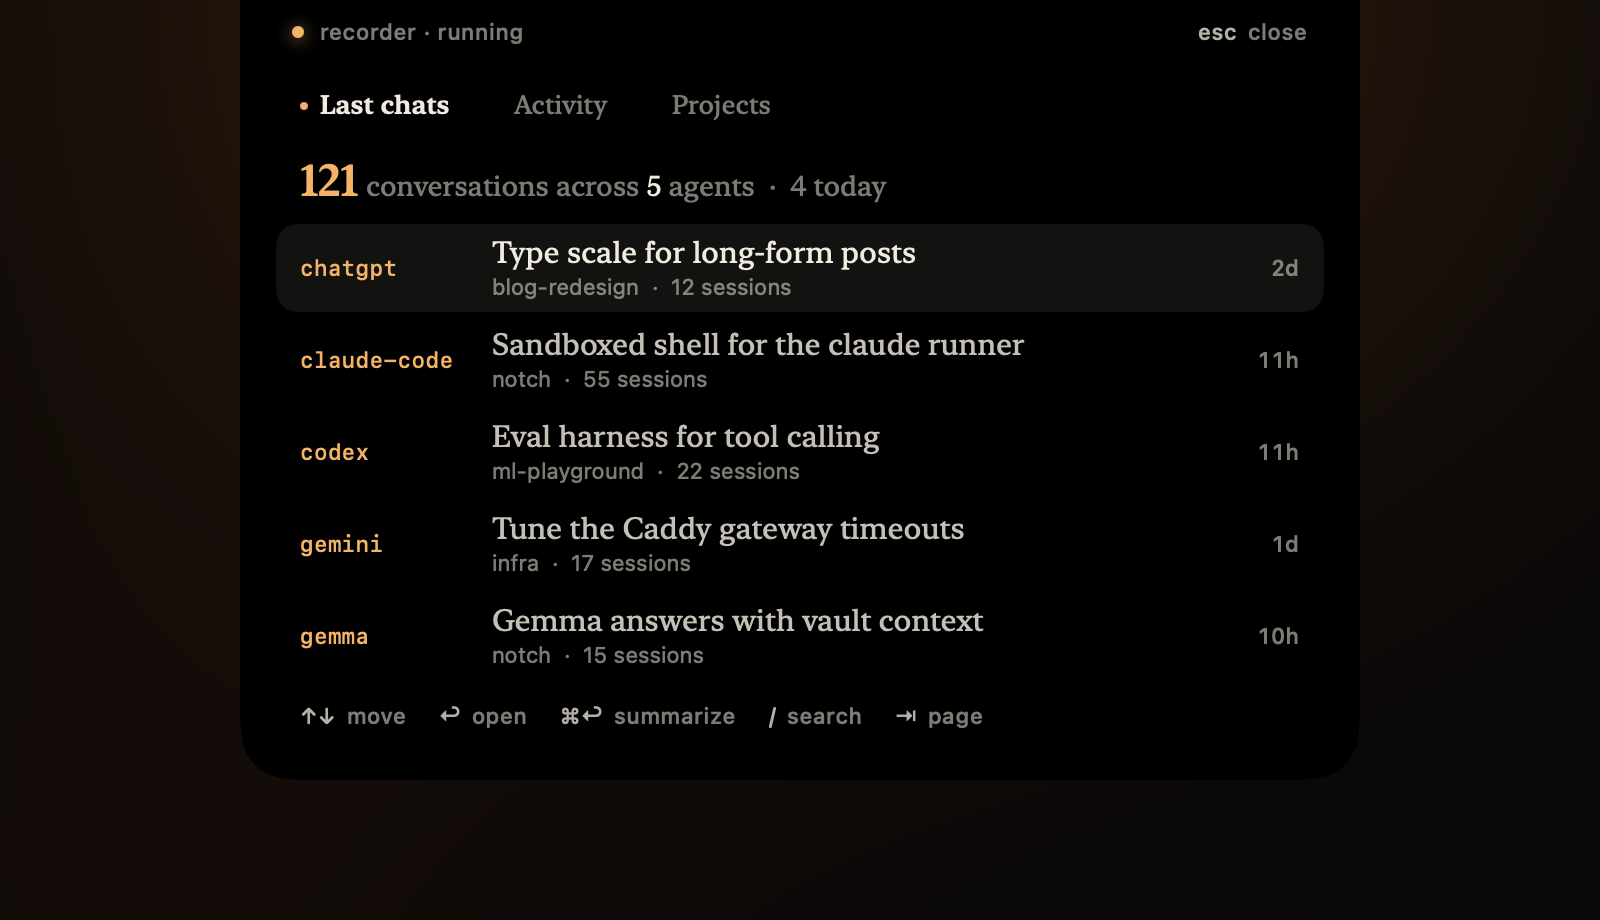 recorder · running
esc close
Last chats Activity Projects
121 conversations across 5 agents · 4 today
chatgpt Type scale for long-form posts 2d
blog-redesign · 12 sessions
claude-code Sandboxed shell for the claude runner 11h
notch · 55 sessions
codex Eval harness for tool calling 11h
ml-playground · 22 sessions
gemini Tune the Caddy gateway timeouts 1d
infra · 17 sessions
gemma Gemma answers with vault context 10h
notch · 15 sessions
↑↓ move ↩ open ⌘↩ summarize / search ⇥ page